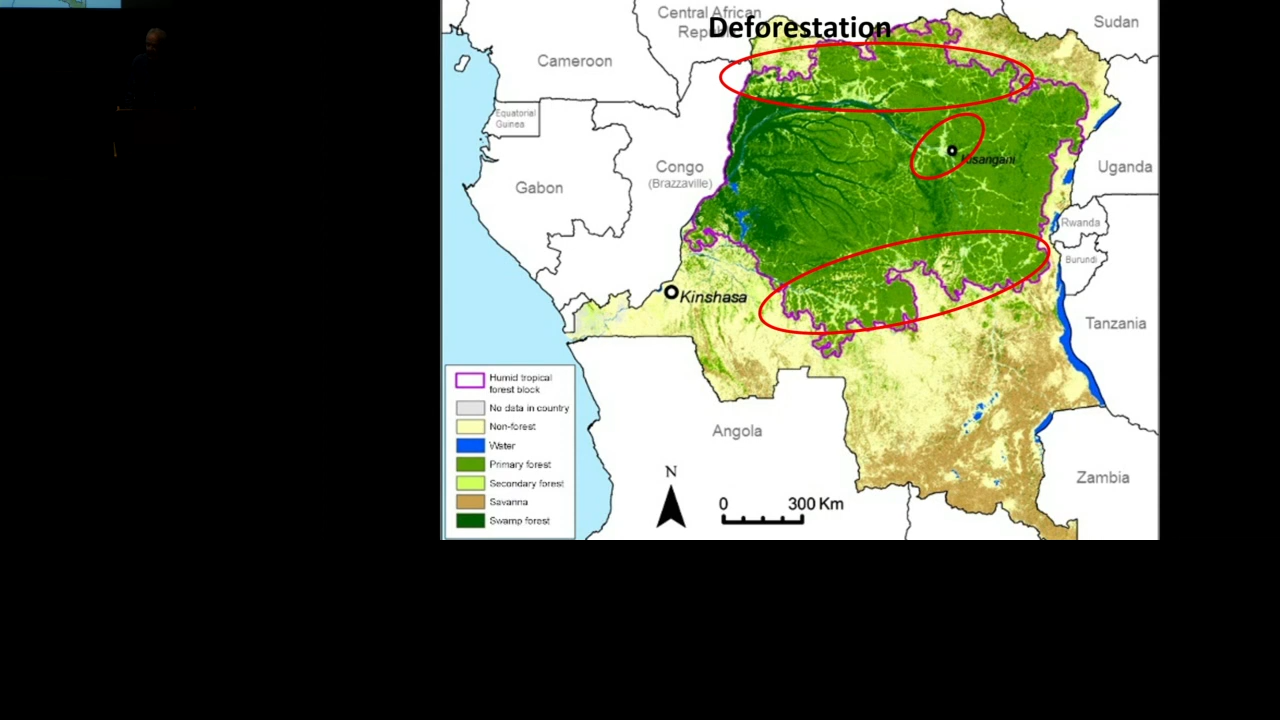 Deforestation
Central African
Sudan
Cameroon
Equatorial
Guinea
Congo
(Brazzaville)
Kisangani
Uganda
Gabon
Rwanda
Burundi
Kinshasa
Tanzania
Angola
Zambia
Humid tropical
forest block
No data in country
Non-forest
Water
Primary forest
Secondary forest
Savanna
Swamp forest
N
0 300 Km